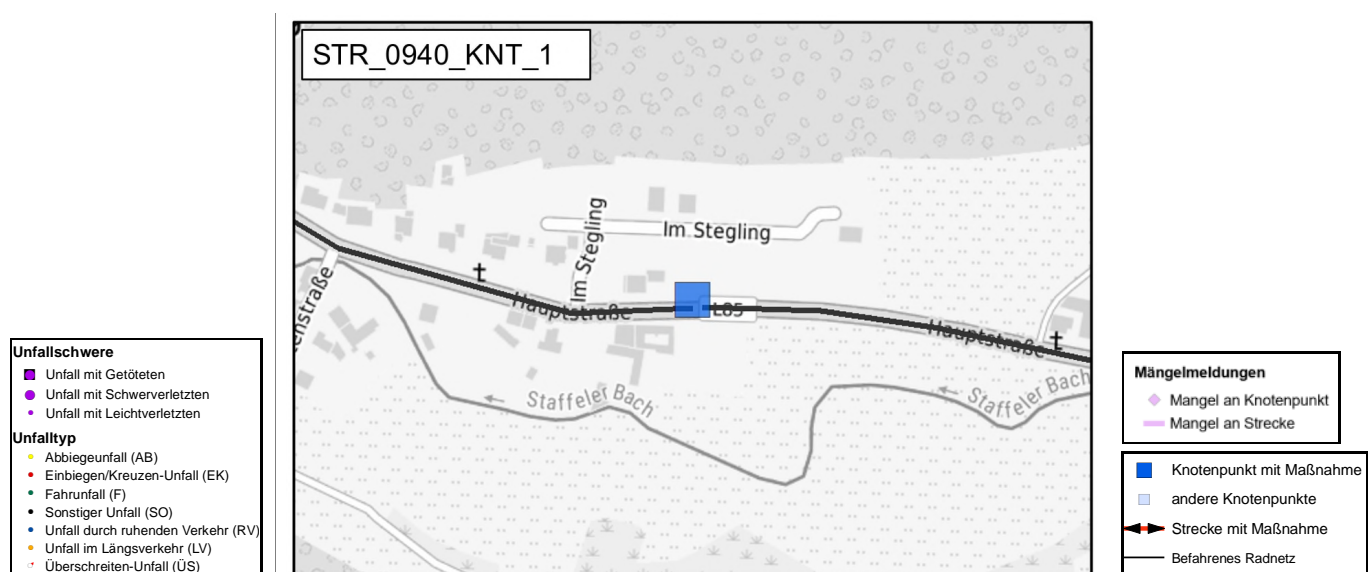 STR_0940_KNT_1
Im Stegling
Im Stegling
Hauptstraße
L85
Hauptstraße
enstraße
Staffeler Bach
Staffeler Bach
Unfallschwere
Unfall mit Getöteten
Unfall mit Schwerverletzten
Unfall mit Leichtverletzten
Unfalltyp
Abbiegeunfall (AB)
Einbiegen/Kreuzen-Unfall (EK)
Fahrunfall (F)
Sonstiger Unfall (SO)
Unfall durch ruhenden Verkehr (RV)
Unfall im Längsverkehr (LV)
Überschreiten-Unfall (ÜS)
Mängelmeldungen
Mangel an Knotenpunkt
Mangel an Strecke
Knotenpunkt mit Maßnahme
andere Knotenpunkte
Strecke mit Maßnahme
Befahrenes Radnetz